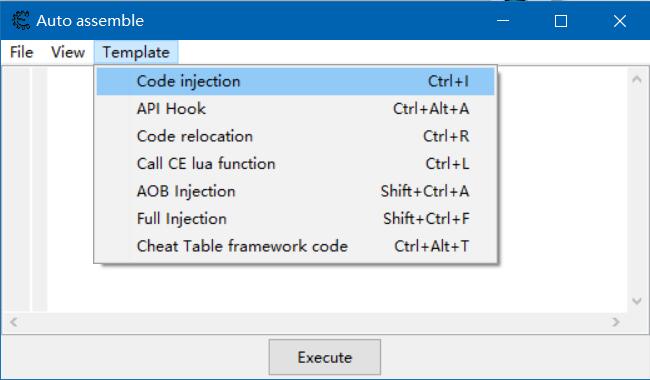 Auto assemble
File View Template
Code injection Ctrl+I
API Hook Ctrl+Alt+A
Code relocation Ctrl+R
Call CE lua function Ctrl+L
AOB Injection Shift+Ctrl+A
Full Injection Shift+Ctrl+F
Cheat Table framework code Ctrl+Alt+T
Execute